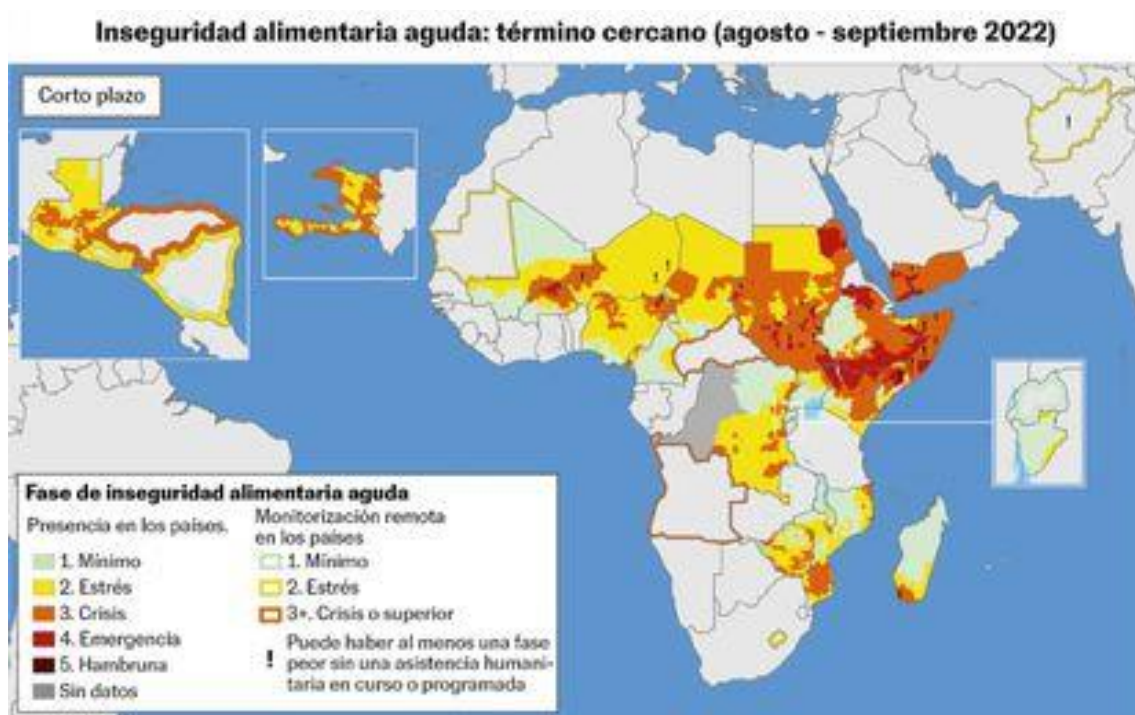 Inseguridad alimentaria aguda: término cercano (agosto - septiembre 2022)
Corto plazo
Fase de inseguridad alimentaria aguda
Presencia en los países.
1. Mínimo
2. Estrés
3. Crisis
4. Emergencia
5. Hambruna
Sin datos
Monitorización remota
en los países
1. Mínimo
2. Estrés
3+. Crisis o superior
! Puede haber al menos una fase
peor sin una asistencia humani-
taria en curso o programada